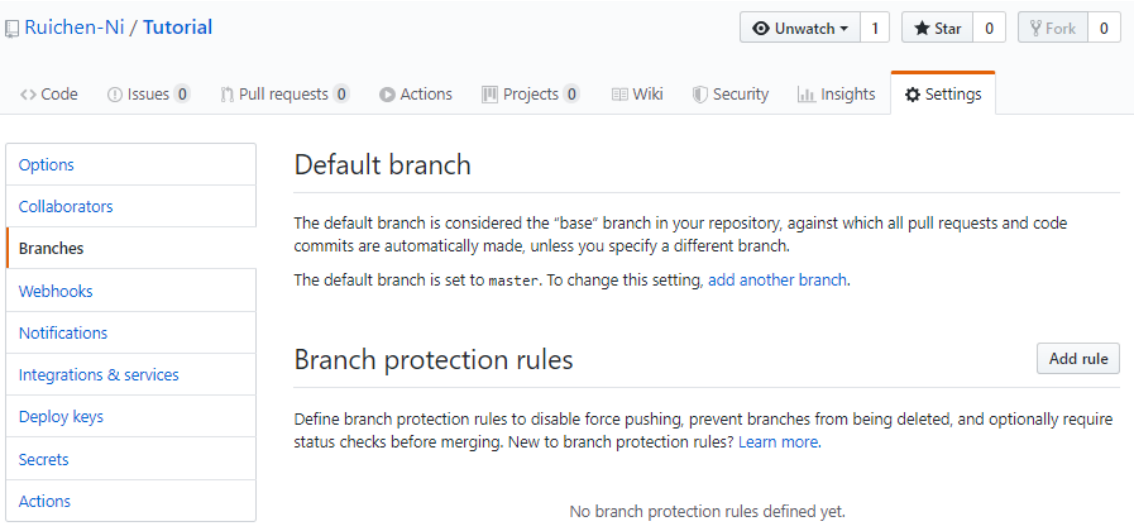 Ruichen-Ni / Tutorial
Unwatch 1 Star 0 Fork 0
Code Issues 0 Pull requests 0 Actions Projects 0 Wiki Security Insights Settings
Options
Collaborators
Branches
Webhooks
Notifications
Integrations & services
Deploy keys
Secrets
Actions
Default branch
The default branch is considered the “base” branch in your repository, against which all pull requests and code
commits are automatically made, unless you specify a different branch.
The default branch is set to master. To change this setting, add another branch.
Branch protection rules
Add rule
Define branch protection rules to disable force pushing, prevent branches from being deleted, and optionally require
status checks before merging. New to branch protection rules? Learn more.
No branch protection rules defined yet.